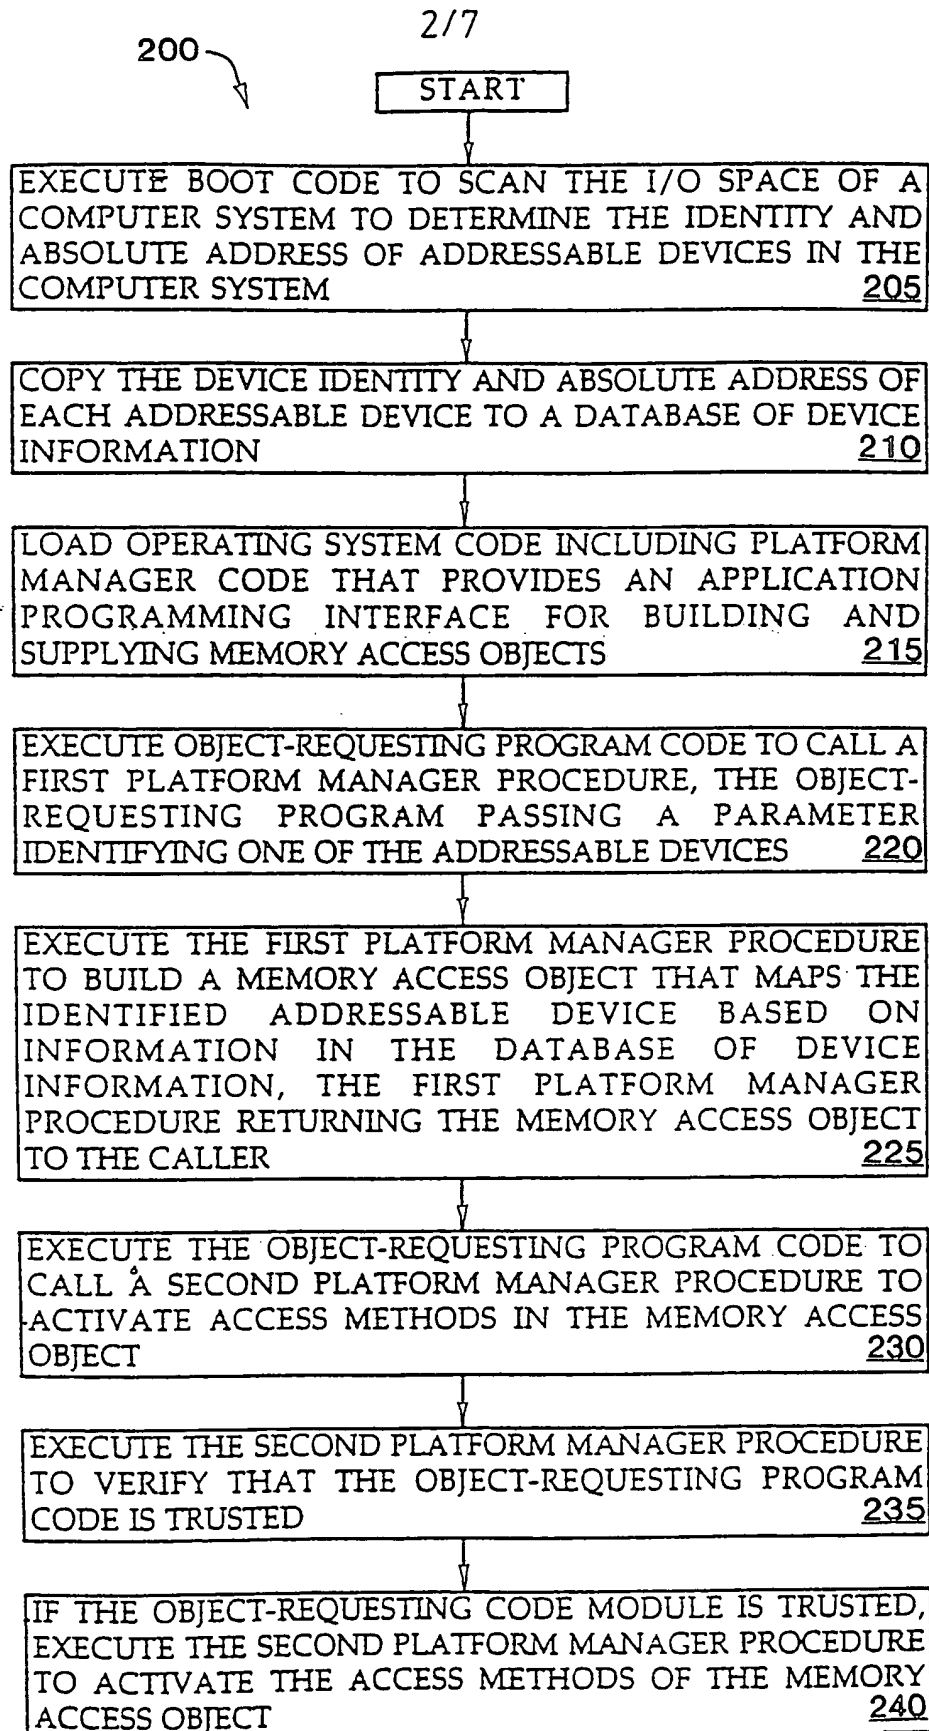 2/7
200
START
EXECUTE BOOT CODE TO SCAN THE I/O SPACE OF A
COMPUTER SYSTEM TO DETERMINE THE IDENTITY AND
ABSOLUTE ADDRESS OF ADDRESSABLE DEVICES IN THE
COMPUTER SYSTEM 205
COPY THE DEVICE IDENTITY AND ABSOLUTE ADDRESS OF
EACH ADDRESSABLE DEVICE TO A DATABASE OF DEVICE
INFORMATION 210
LOAD OPERATING SYSTEM CODE INCLUDING PLATFORM
MANAGER CODE THAT PROVIDES AN APPLICATION
PROGRAMMING INTERFACE FOR BUILDING AND
SUPPLYING MEMORY ACCESS OBJECTS 215
EXECUTE OBJECT-REQUESTING PROGRAM CODE TO CALL A
FIRST PLATFORM MANAGER PROCEDURE, THE OBJECT-
REQUESTING PROGRAM PASSING A PARAMETER
IDENTIFYING ONE OF THE ADDRESSABLE DEVICES 220
EXECUTE THE FIRST PLATFORM MANAGER PROCEDURE
TO BUILD A MEMORY ACCESS OBJECT THAT MAPS THE
IDENTIFIED ADDRESSABLE DEVICE BASED ON
INFORMATION IN THE DATABASE OF DEVICE
INFORMATION, THE FIRST PLATFORM MANAGER
PROCEDURE RETURNING THE MEMORY ACCESS OBJECT
TO THE CALLER 225
EXECUTE THE OBJECT-REQUESTING PROGRAM CODE TO
CALL A SECOND PLATFORM MANAGER PROCEDURE TO
ACTIVATE ACCESS METHODS IN THE MEMORY ACCESS
OBJECT 230
EXECUTE THE SECOND PLATFORM MANAGER PROCEDURE
TO VERIFY THAT THE OBJECT-REQUESTING PROGRAM
CODE IS TRUSTED 235
IF THE OBJECT-REQUESTING CODE MODULE IS TRUSTED,
EXECUTE THE SECOND PLATFORM MANAGER PROCEDURE
TO ACTIVATE THE ACCESS METHODS OF THE MEMORY
ACCESS OBJECT 240